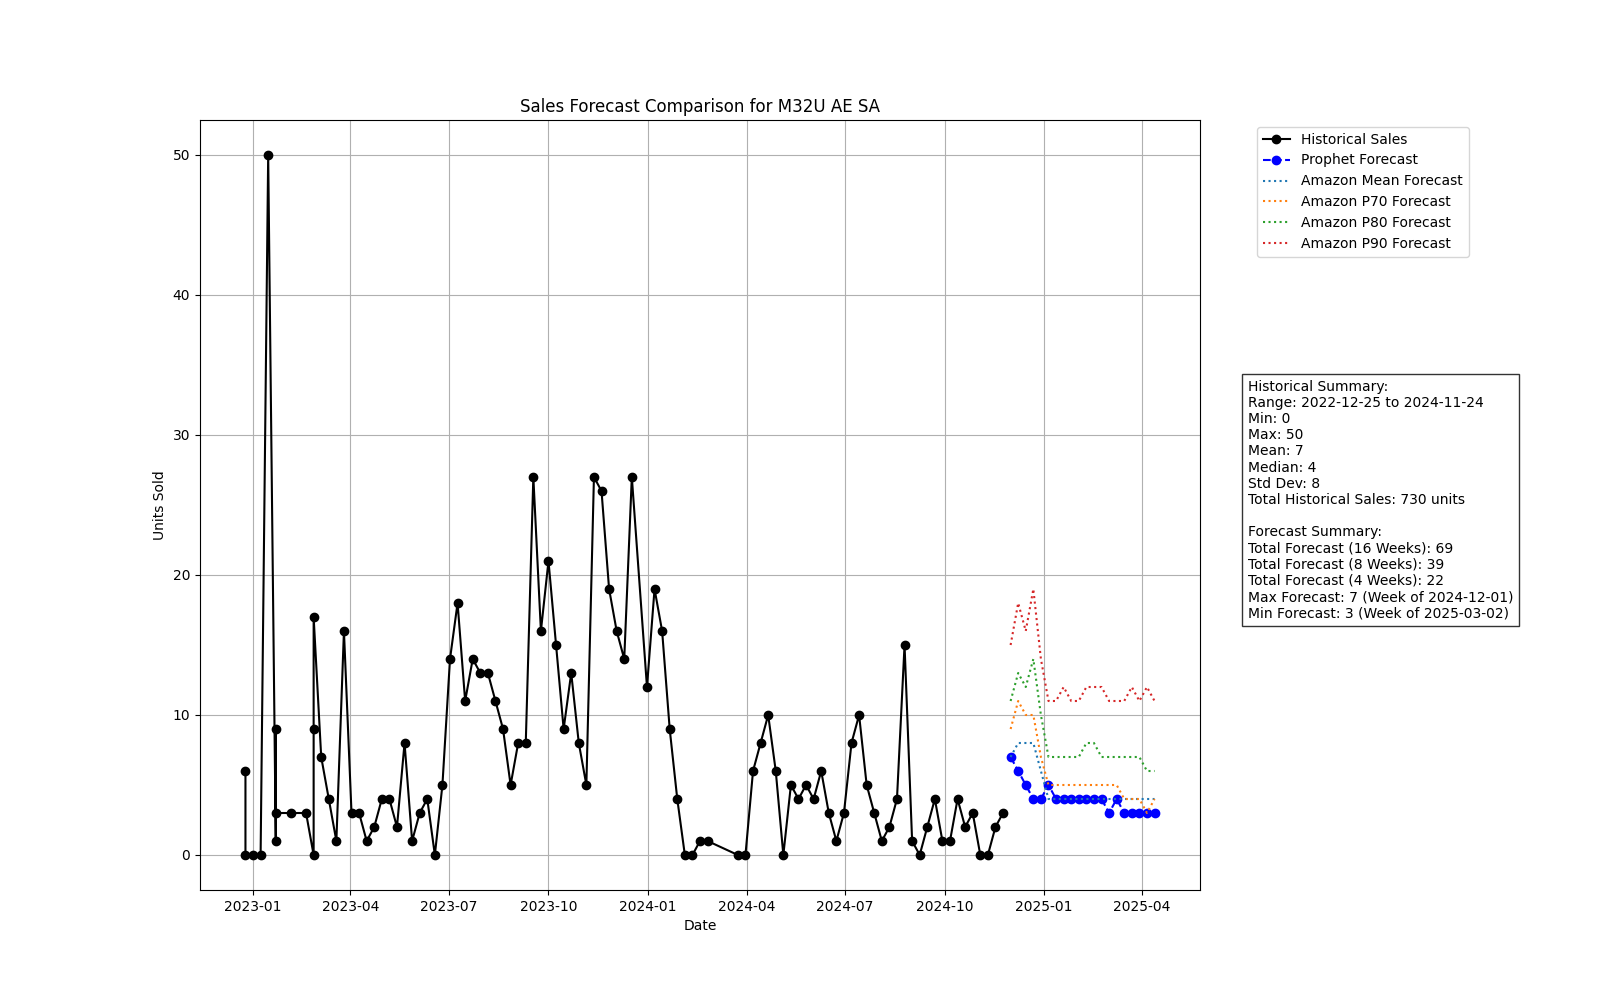 Sales Forecast Comparison for M32U AE SA
Units Sold
50
40
30
20
10
0
2023-01
2023-04
2023-07
2023-10
2024-01
2024-04
2024-07
2024-10
2025-01
2025-04
Date
Historical Sales
Prophet Forecast
Amazon Mean Forecast
Amazon P70 Forecast
Amazon P80 Forecast
Amazon P90 Forecast
Historical Summary:
Range: 2022-12-25 to 2024-11-24
Min: 0
Max: 50
Mean: 7
Median: 4
Std Dev: 8
Total Historical Sales: 730 units
Forecast Summary:
Total Forecast (16 Weeks): 69
Total Forecast (8 Weeks): 39
Total Forecast (4 Weeks): 22
Max Forecast: 7 (Week of 2024-12-01)
Min Forecast: 3 (Week of 2025-03-02)